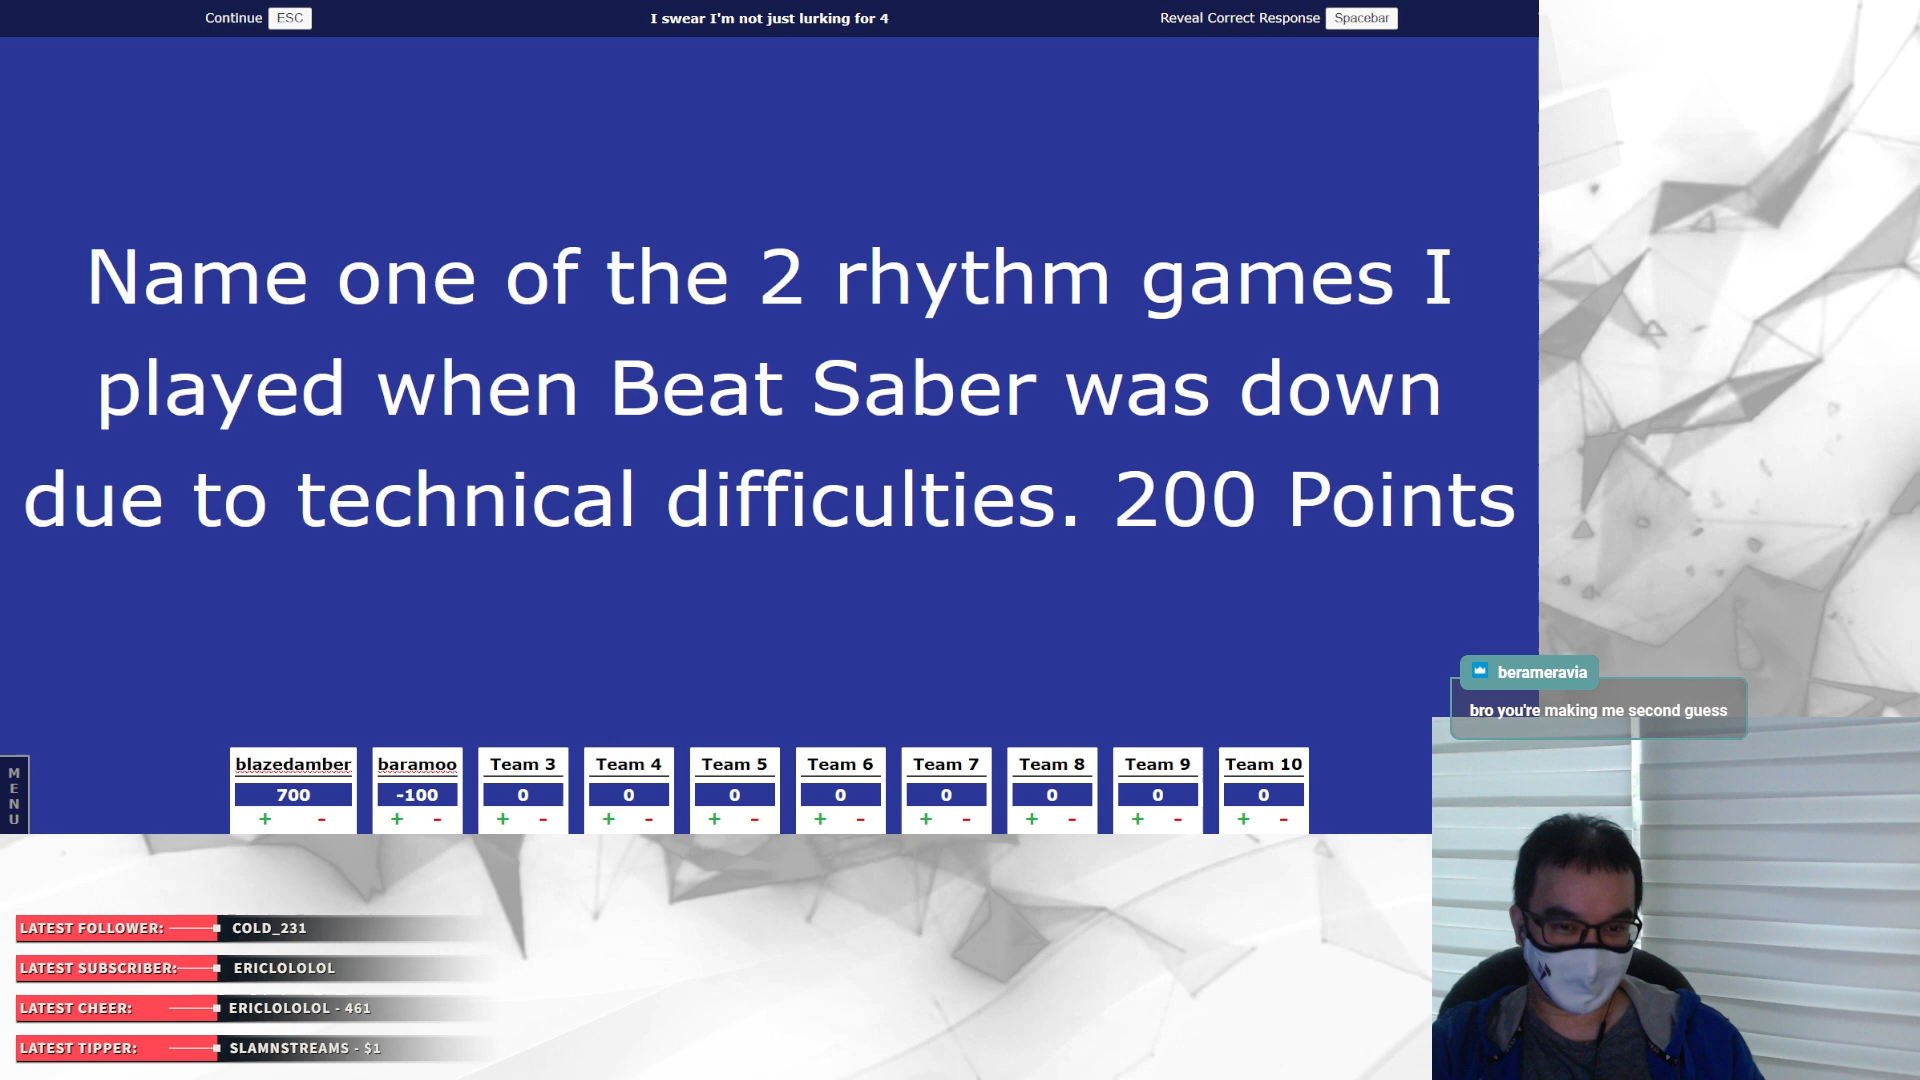 Continue ESC
I swear I'm not just lurking for 4
Reveal Correct Response Spacebar
Name one of the 2 rhythm games I
played when Beat Saber was down
due to technical difficulties. 200 Points
berameravia
bro you're making me second guess
MENU
blazedamber baramoo Team 3 Team 4 Team 5 Team 6 Team 7 Team 8 Team 9 Team 10
700 -100 0 0 0 0 0 0 0 0
+ - + - + - + - + - + - + - + - + - + -
LATEST FOLLOWER: COLD_231
LATEST SUBSCRIBER: ERICLOLOLOL
LATEST CHEER: ERICLOLOLOL - 461
LATEST TIPPER: SLAMNSTREAMS - $1